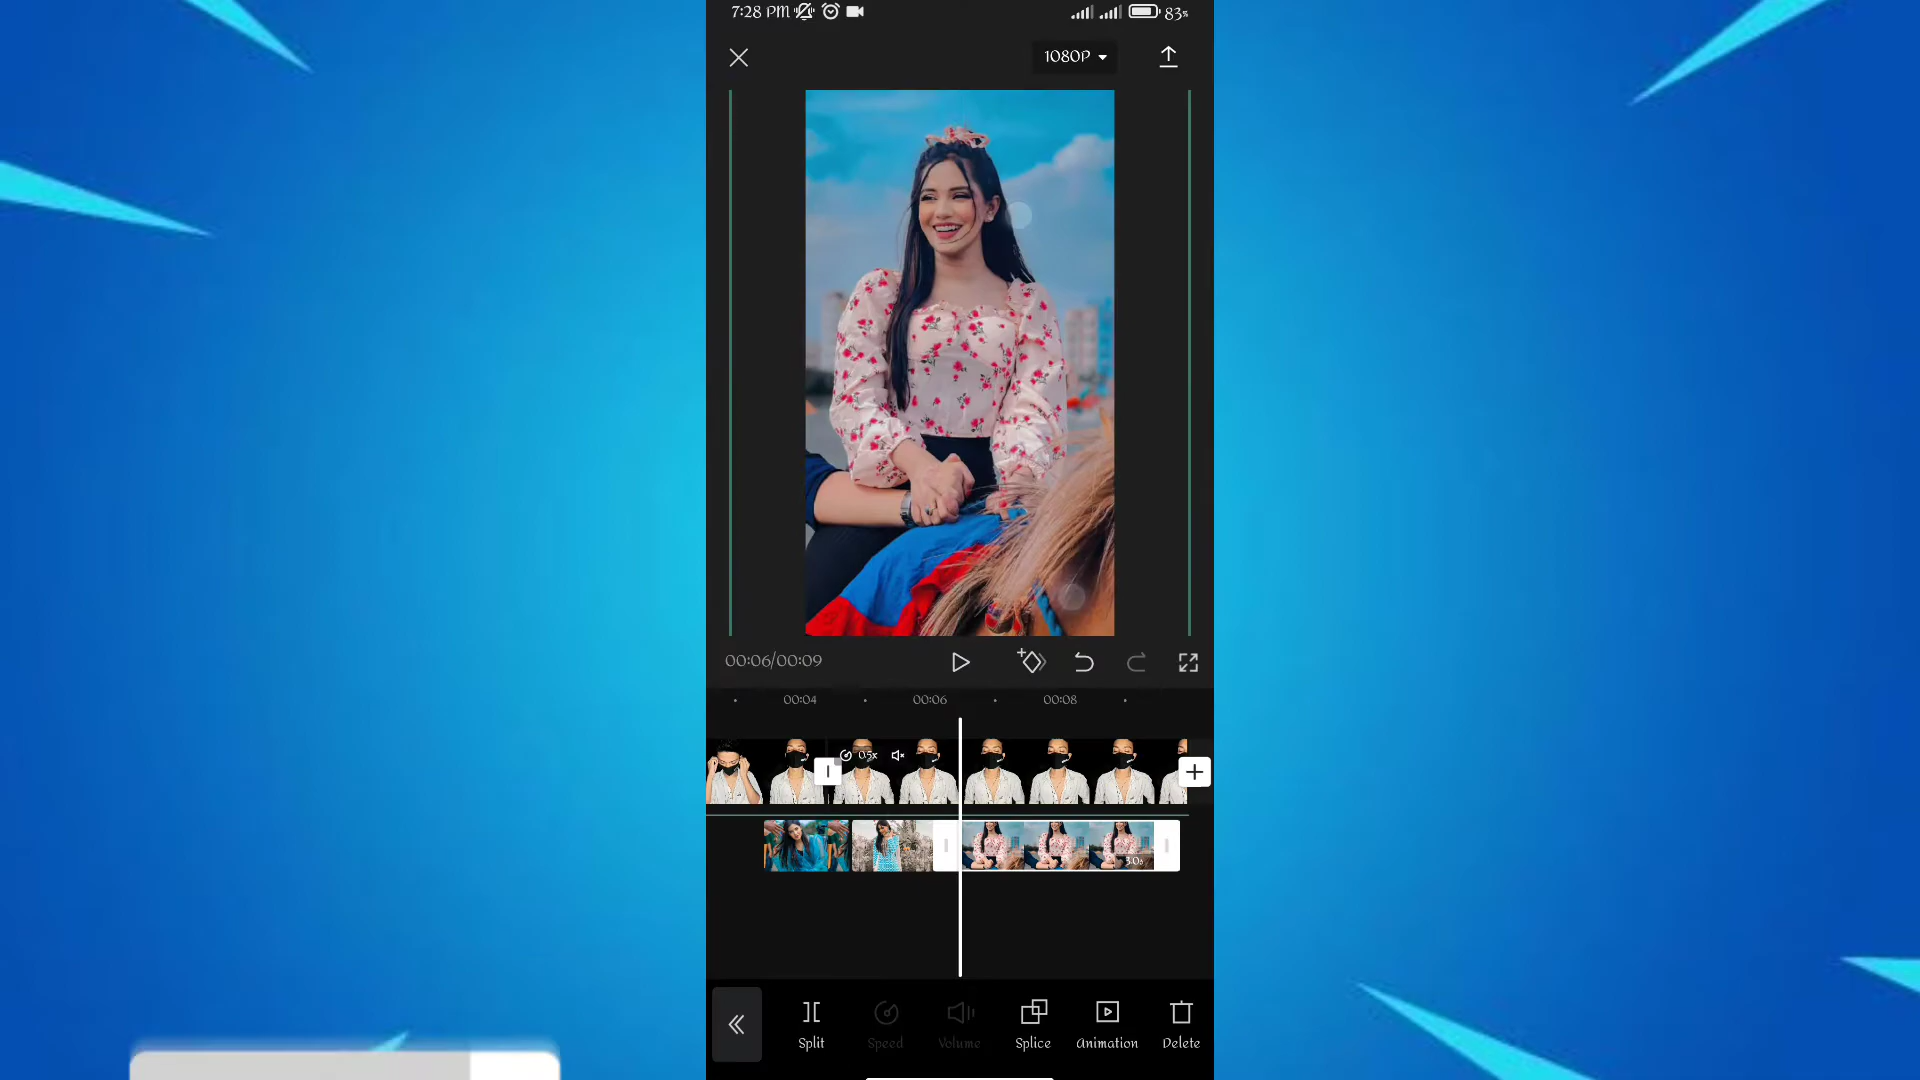 7:28 PM 83%
1080P
00:06/00:09
00:04 00:06 00:08
0.5x
3.0s
Split Speed Volume Splice Animation Delete